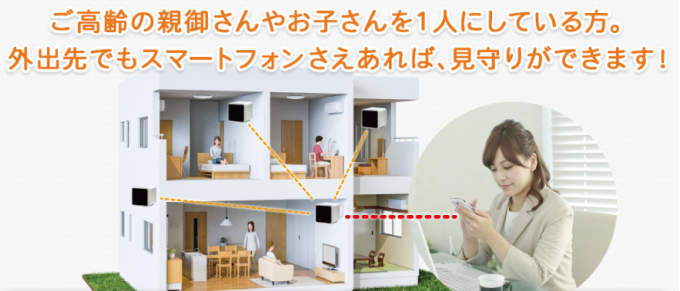 ご高齢の親御さんやお子さんを1人にしている方。
外出先でもスマートフォンさえあれば、見守りができます!